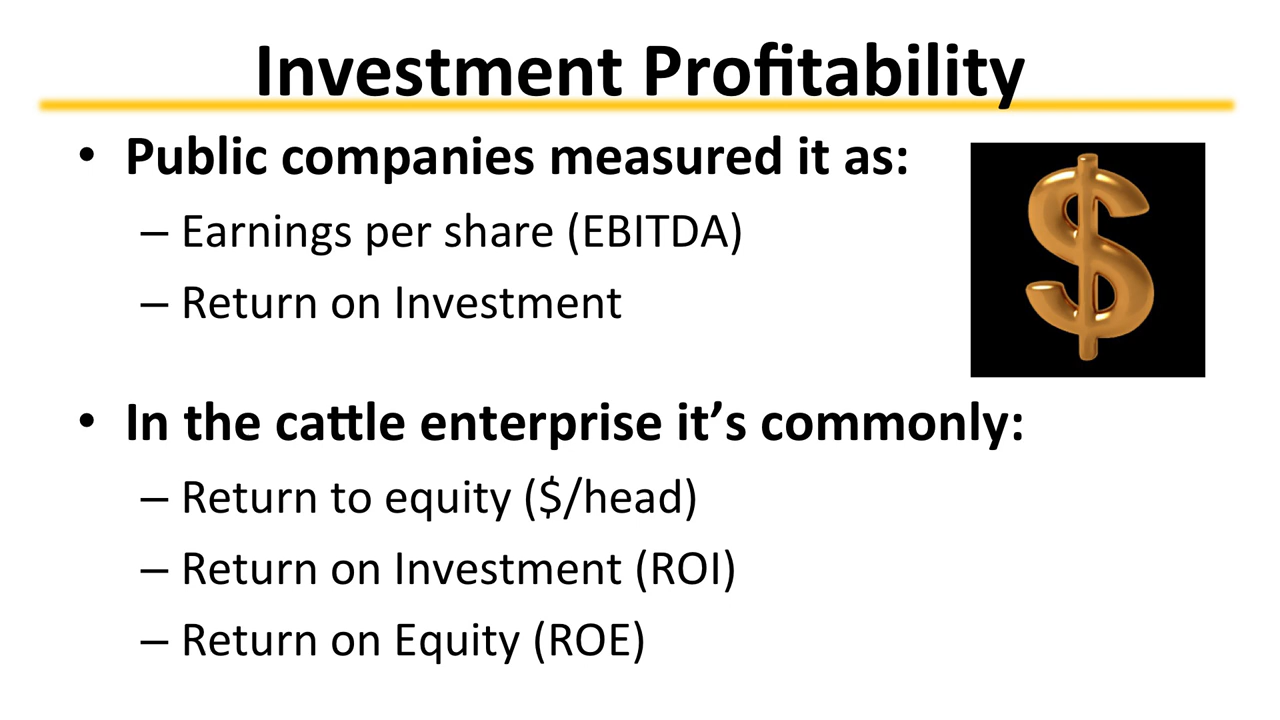 Investment Profitability
• Public companies measured it as:
– Earnings per share (EBITDA)
– Return on Investment
• In the cattle enterprise it’s commonly:
– Return to equity ($/head)
– Return on Investment (ROI)
– Return on Equity (ROE)